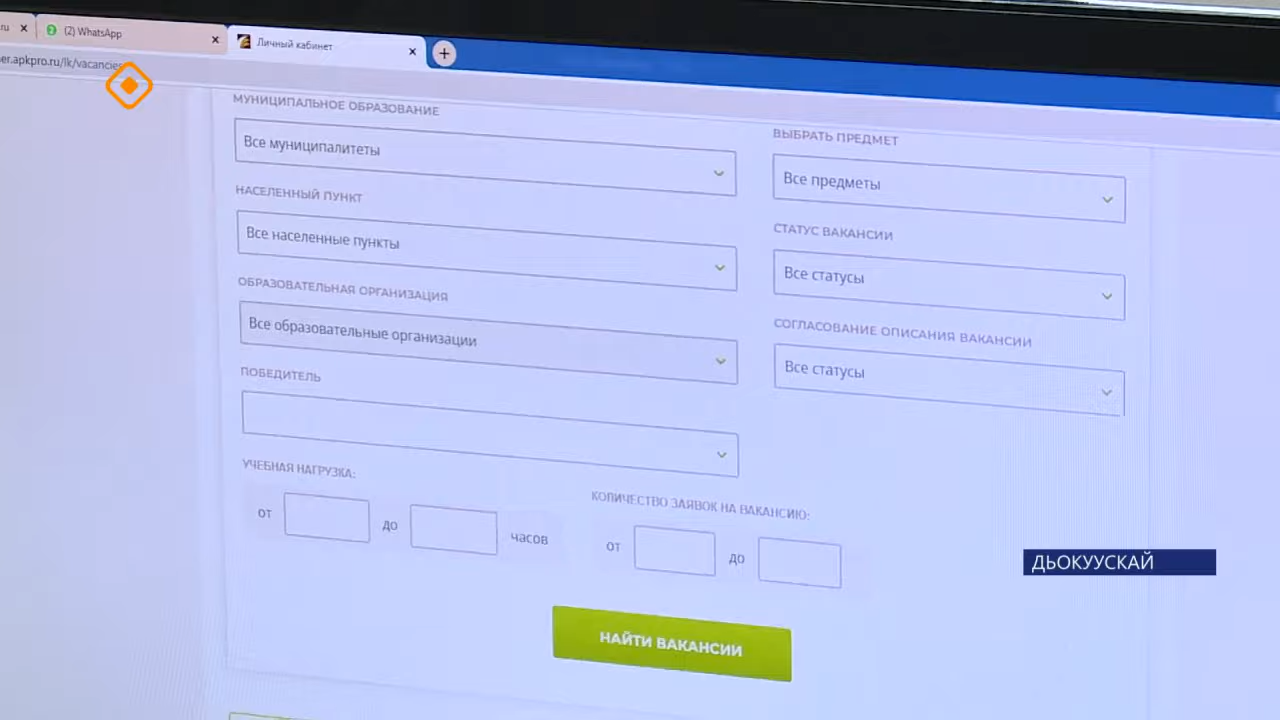 ru
(2) WhatsApp
Личный кабинет
er.apkpro.ru/lk/vacancies
МУНИЦИПАЛЬНОЕ ОБРАЗОВАНИЕ
Все муниципалитеты
ВЫБРАТЬ ПРЕДМЕТ
Все предметы
НАСЕЛЕННЫЙ ПУНКТ
Все населенные пункты
СТАТУС ВАКАНСИИ
Все статусы
ОБРАЗОВАТЕЛЬНАЯ ОРГАНИЗАЦИЯ
Все образовательные организации
СОГЛАСОВАНИЕ ОПИСАНИЯ ВАКАНСИИ
Все статусы
ПОБЕДИТЕЛЬ
УЧЕБНАЯ НАГРУЗКА:
от до часов
КОЛИЧЕСТВО ЗАЯВОК НА ВАКАНСИЮ:
от до
ДЬОКУУСКАЙ
НАЙТИ ВАКАНСИИ